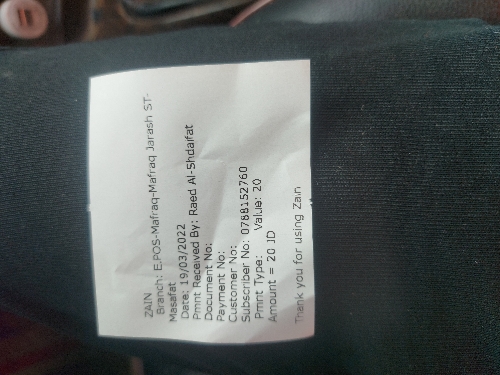 ZAIN
Branch: E.POS-Mafraq-Mafraq Jarash ST-
Masafat
Date: 19/03/2022
Pmnt Received By: Raed Al-Shdaifat
Document No:
Payment No:
Customer No:
Subscriber No: 0788152760
Pmnt Type: Value: 20
Amount = 20 JD
Thank you for using Zain